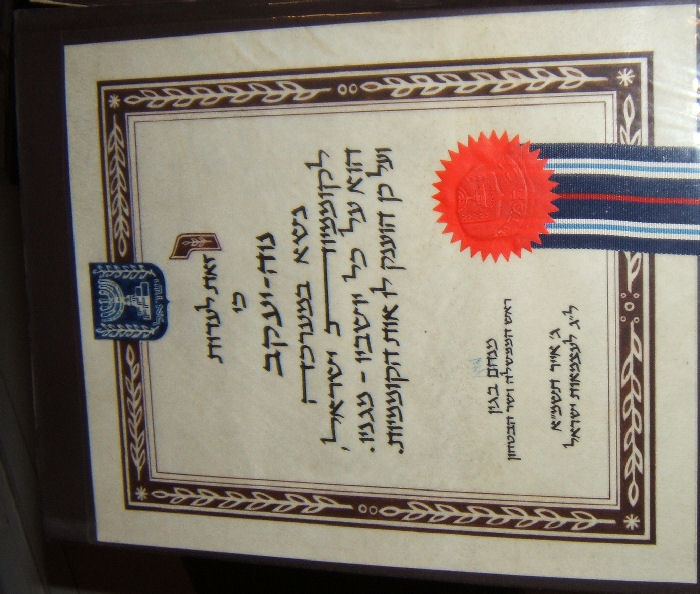 ישראל
זאת לעדות
כי
נוה-יעקב
נשא במערכה
לקוממיות ישראל,
הוא על כל יושביו - מגניו.
ועל כן הוענק לו אות הקוממיות.
מנחם בגין
ראש הממשלה ושר הבטחון
ג' אייר תשמ"א
ל"ג לעצמאות ישראל